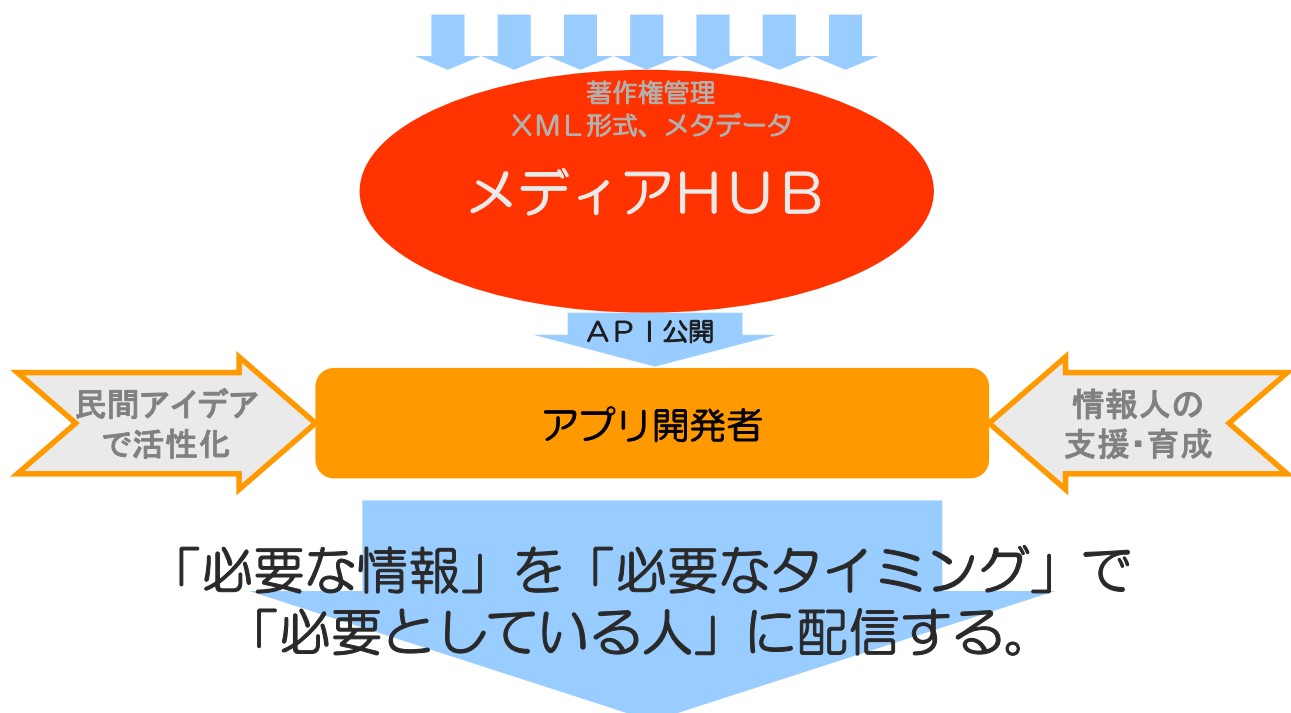 著作権管理
ＸＭＬ形式、メタデータ
メディアＨＵＢ
ＡＰＩ公開
民間アイデア
で活性化
アプリ開発者
情報人の
支援・育成
「必要な情報」を「必要なタイミング」で
「必要としている人」に配信する。